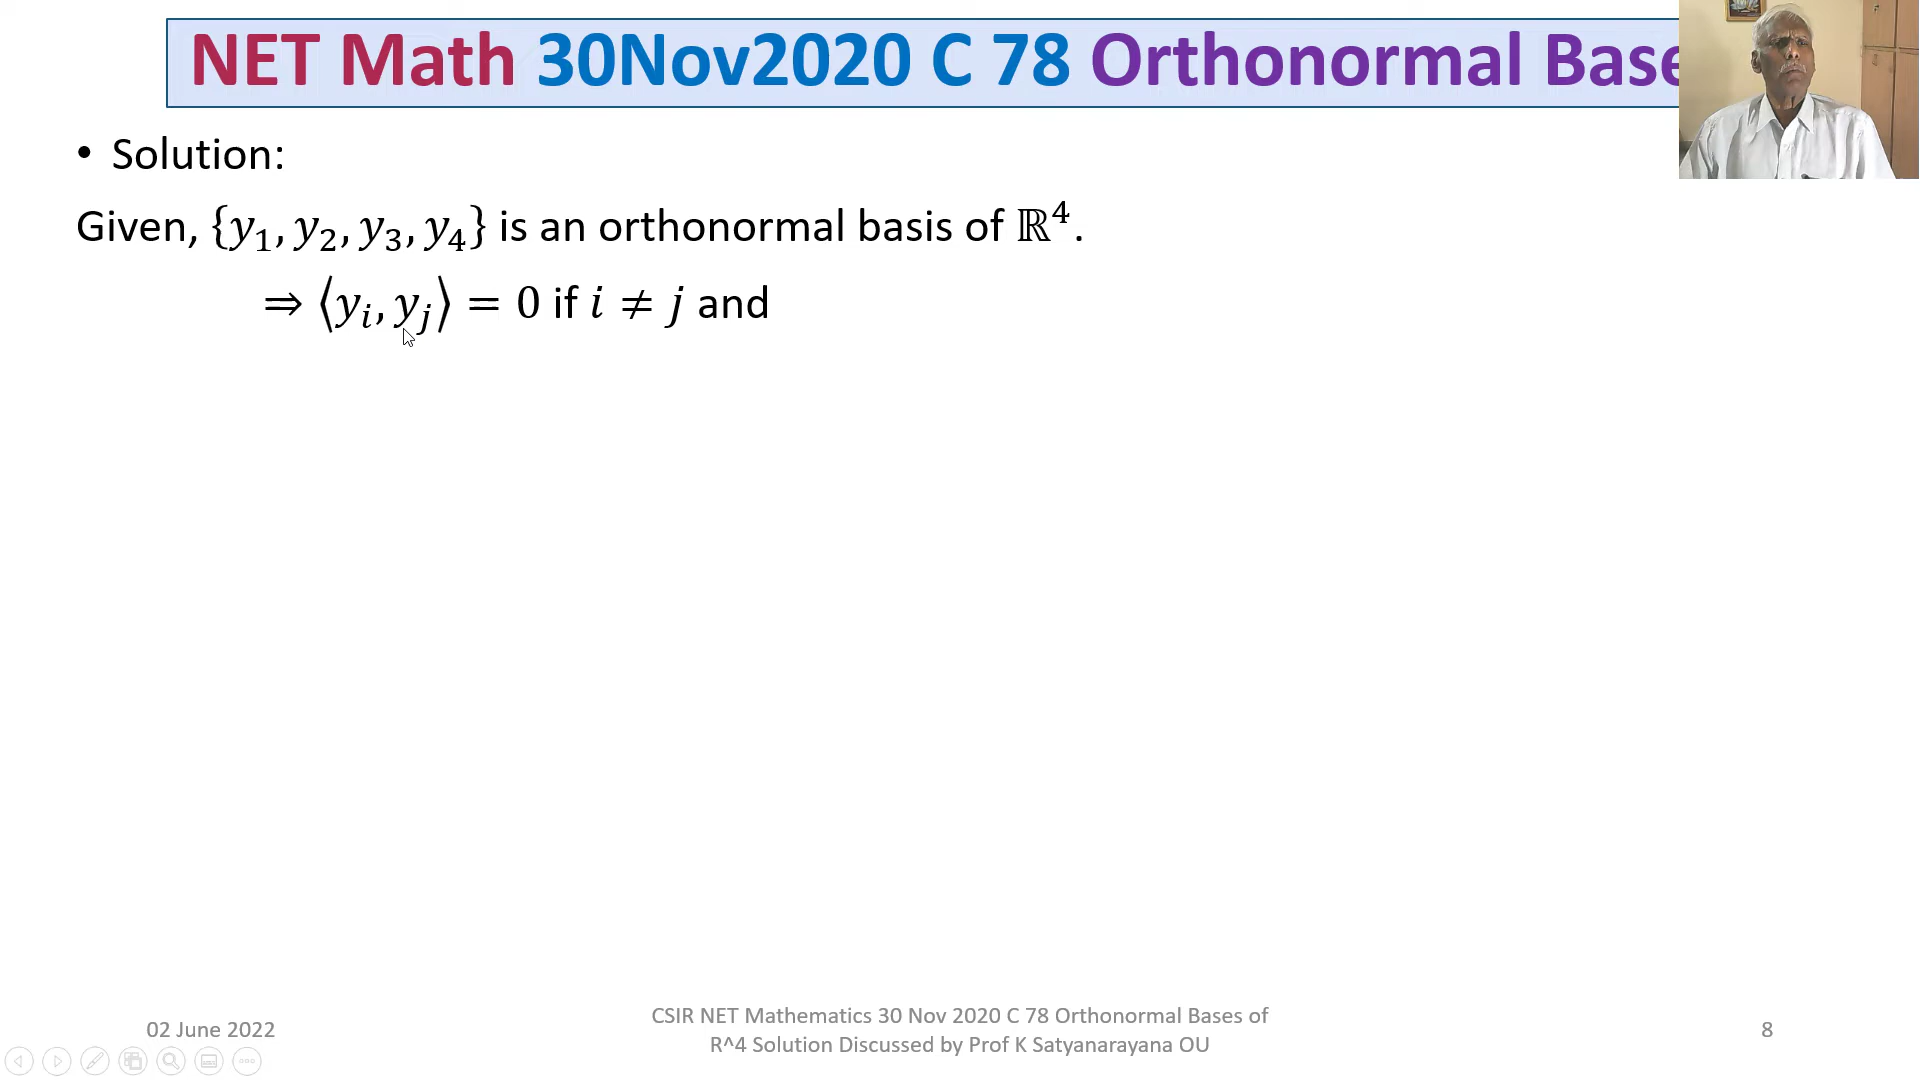 NET Math 30Nov2020 C 78 Orthonormal Base
• Solution:
Given, {y₁, y₂, y₃, y₄} is an orthonormal basis of ℝ⁴.
⇒ ⟨yᵢ, yⱼ⟩ = 0 if i ≠ j and
02 June 2022
CSIR NET Mathematics 30 Nov 2020 C 78 Orthonormal Bases of
R^4 Solution Discussed by Prof K Satyanarayana OU
8